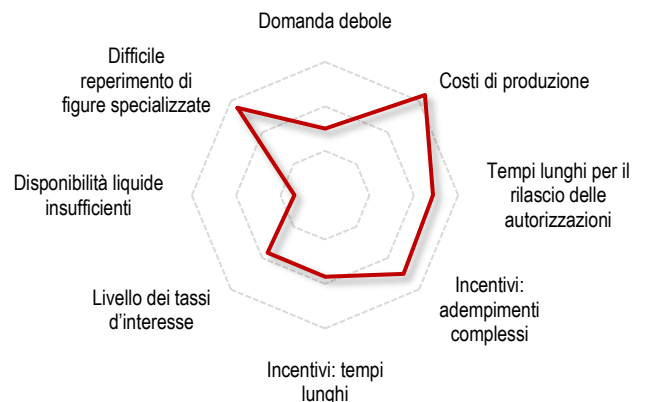 Domanda debole
Costi di produzione
Tempi lunghi per il
rilascio delle
autorizzazioni
Incentivi:
adempimenti
complessi
Incentivi: tempi
lunghi
Livello dei tassi
d'interesse
Disponibilità liquide
insufficienti
Difficile
reperimento di
figure specializzate